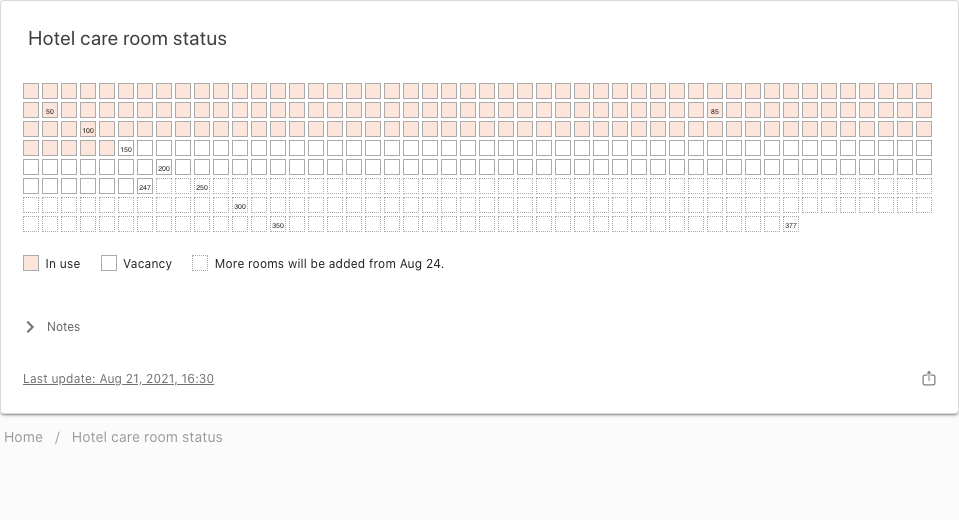 Hotel care room status
50 85
100
150
200
247 250
300
350 377
In use Vacancy More rooms will be added from Aug 24.
Notes
Last update: Aug 21, 2021, 16:30
Home / Hotel care room status